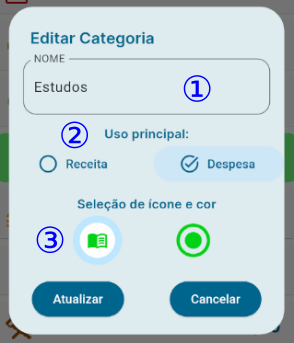 Editar Categoria
NOME
Estudos ①
② Uso principal:
Receita Despesa
Seleção de ícone e cor
③
Atualizar Cancelar